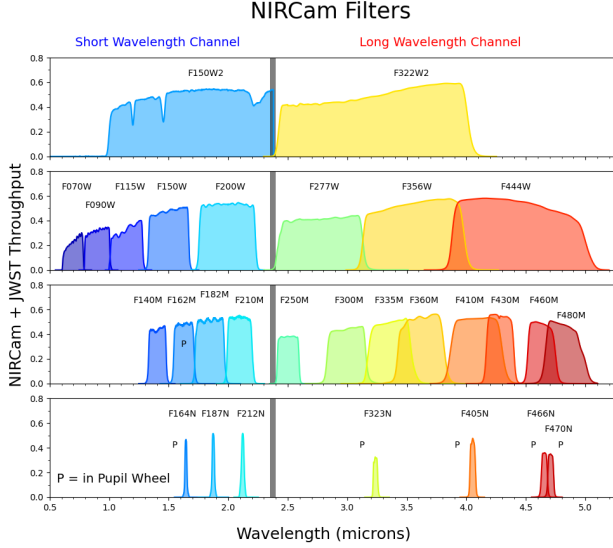 NIRCam Filters
Short Wavelength Channel Long Wavelength Channel
NIRCam + JWST Throughput
0.8
0.6
0.4
0.2
0.0
F150W2 F322W2
0.8
0.6
0.4
0.2
0.0
F070W F115W F150W F200W F277W F356W F444W
F090W
0.8
0.6
0.4
0.2
0.0
F182M
F140M F162M F210M F250M F300M F335M F360M F410M F430M F460M
F480M
P
0.8
0.6
0.4
0.2
0.0
F164N F187N F212N F323N F405N F466N
F470N
P P P P P
P = in Pupil Wheel
0.5 1.0 1.5 2.0 2.5 3.0 3.5 4.0 4.5 5.0
Wavelength (microns)